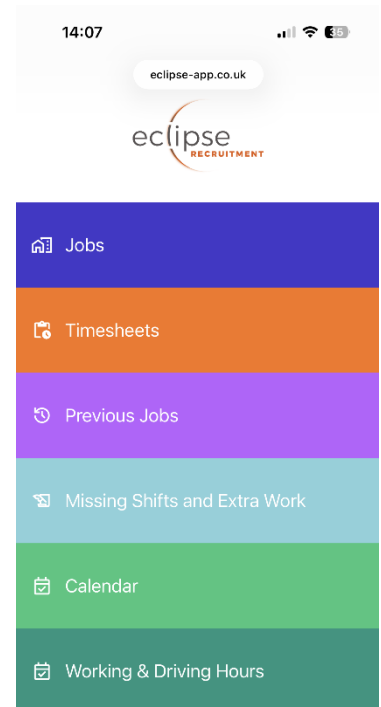 14:07
35
eclipse-app.co.uk
eclipse
RECRUITMENT
Jobs
Timesheets
Previous Jobs
Missing Shifts and Extra Work
Calendar
Working & Driving Hours